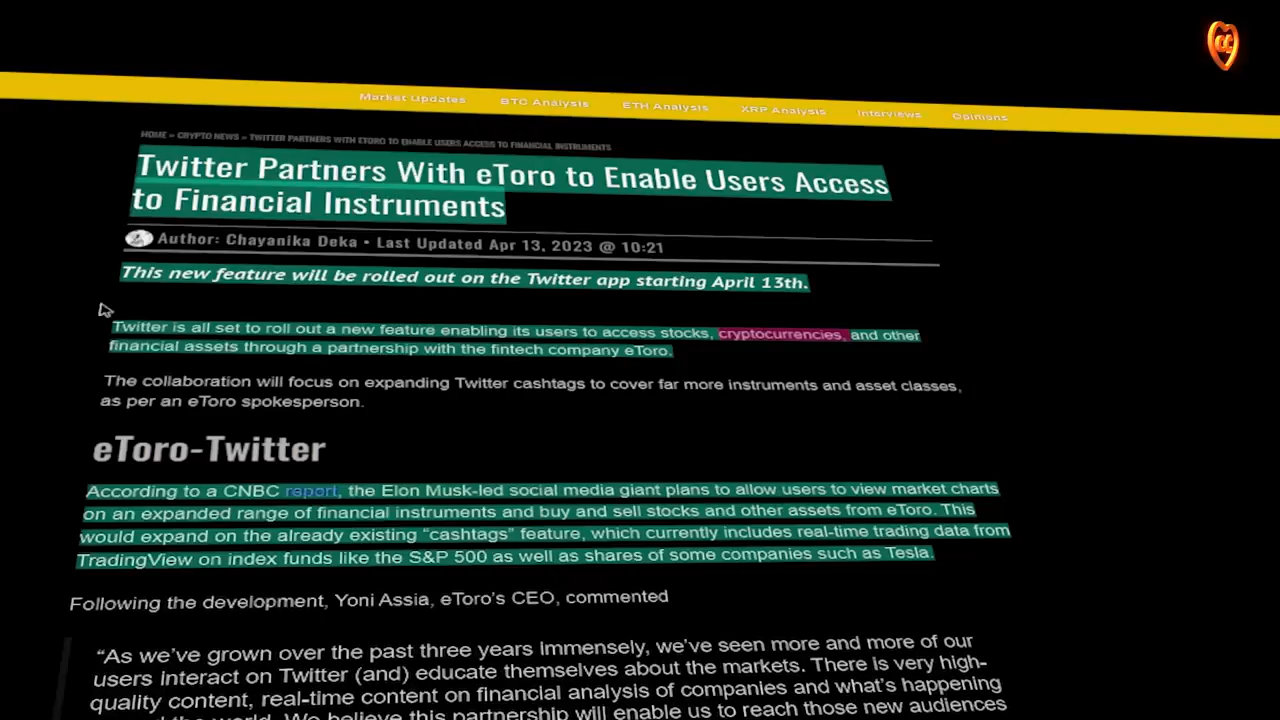 Market Updates BTC Analysis ETH Analysis XRP Analysis Interviews Opinions
HOME » CRYPTO NEWS » TWITTER PARTNERS WITH ETORO TO ENABLE USERS ACCESS TO FINANCIAL INSTRUMENTS
Twitter Partners With eToro to Enable Users Access
to Financial Instruments
Author: Chayanika Deka • Last Updated Apr 13, 2023 @ 10:21
This new feature will be rolled out on the Twitter app starting April 13th.
Twitter is all set to roll out a new feature enabling its users to access stocks, cryptocurrencies, and other
financial assets through a partnership with the fintech company eToro.
The collaboration will focus on expanding Twitter cashtags to cover far more instruments and asset classes,
as per an eToro spokesperson.
eToro-Twitter
According to a CNBC report, the Elon Musk-led social media giant plans to allow users to view market charts
on an expanded range of financial instruments and buy and sell stocks and other assets from eToro. This
would expand on the already existing “cashtags” feature, which currently includes real-time trading data from
TradingView on index funds like the S&P 500 as well as shares of some companies such as Tesla.
Following the development, Yoni Assia, eToro’s CEO, commented
“As we’ve grown over the past three years immensely, we’ve seen more and more of our
users interact on Twitter (and) educate themselves about the markets. There is very high-
quality content, real-time content on financial analysis of companies and what’s happening
the world. We believe this partnership will enable us to reach those new audiences